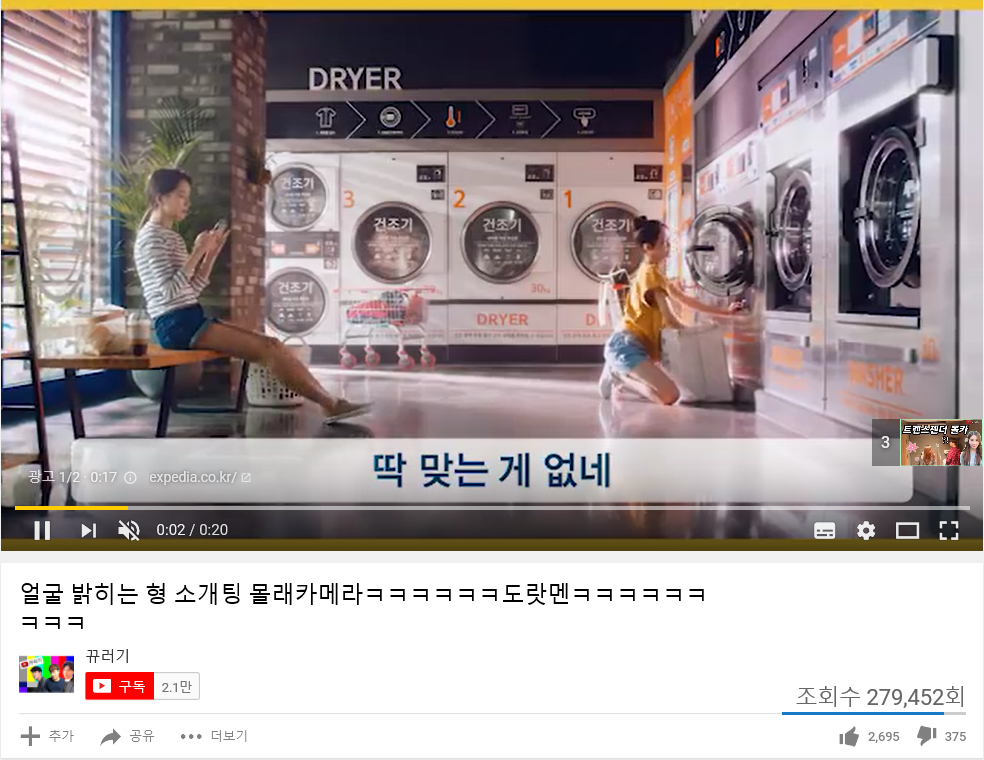 DRYER
건조기
3
2
1
건조기
건조기
건조기
건조기
30kg
DRYER
WASHER
트랜스젠더 몰카
3
딱 맞는 게 없네
광고 1/2 · 0:17 expedia.co.kr/
0:02 / 0:20
얼굴 밝히는 형 소개팅 몰래카메라ㅋㅋㅋㅋㅋㅋ도랏멘ㅋㅋㅋㅋㅋㅋ
ㅋㅋㅋ
뀨러기
구독 2.1만
조회수 279,452회
추가 공유 더보기 2,695 375